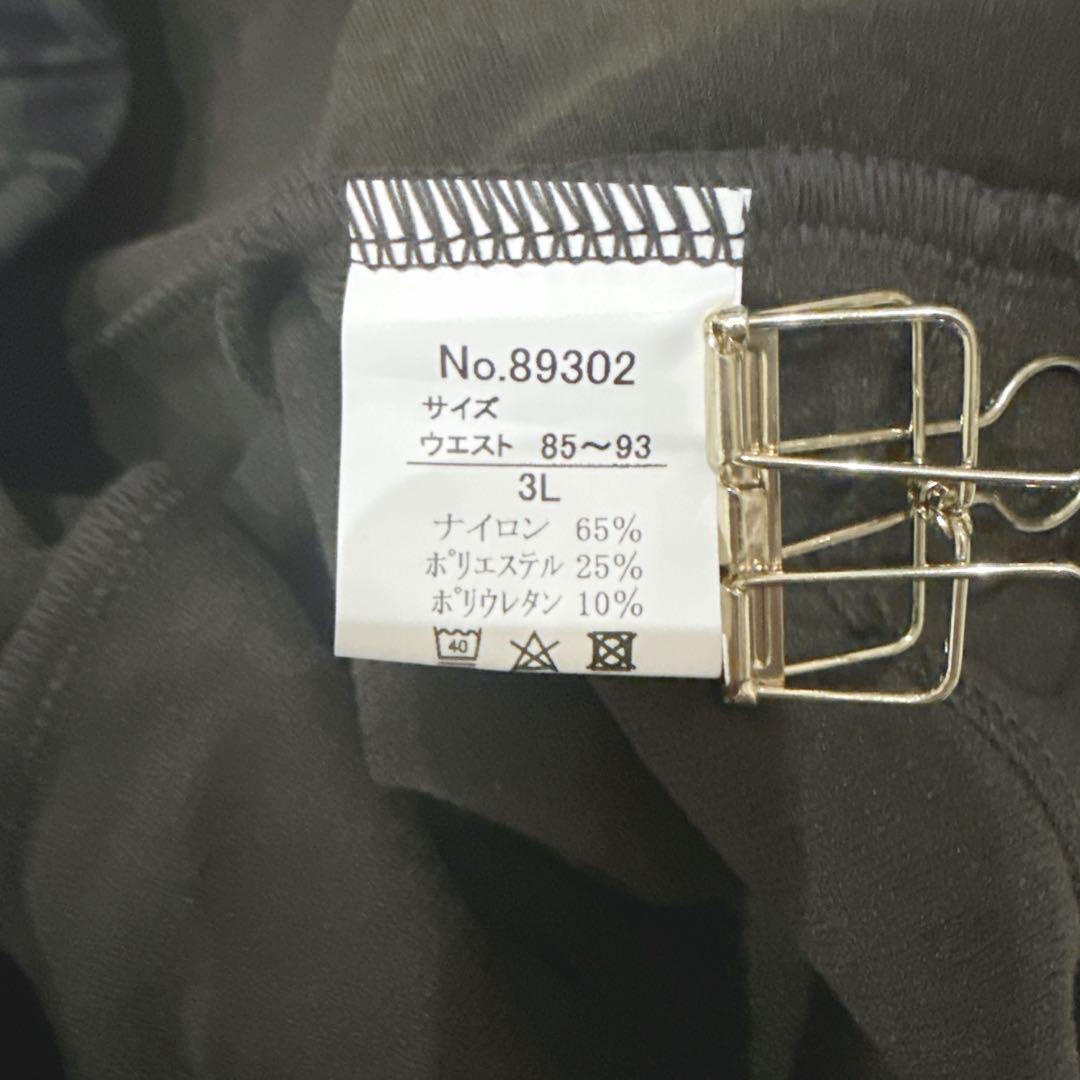 No.89302
サイズ
ウエスト 85～93
3L
ナイロン 65%
ポリエステル 25%
ポリウレタン 10%
40